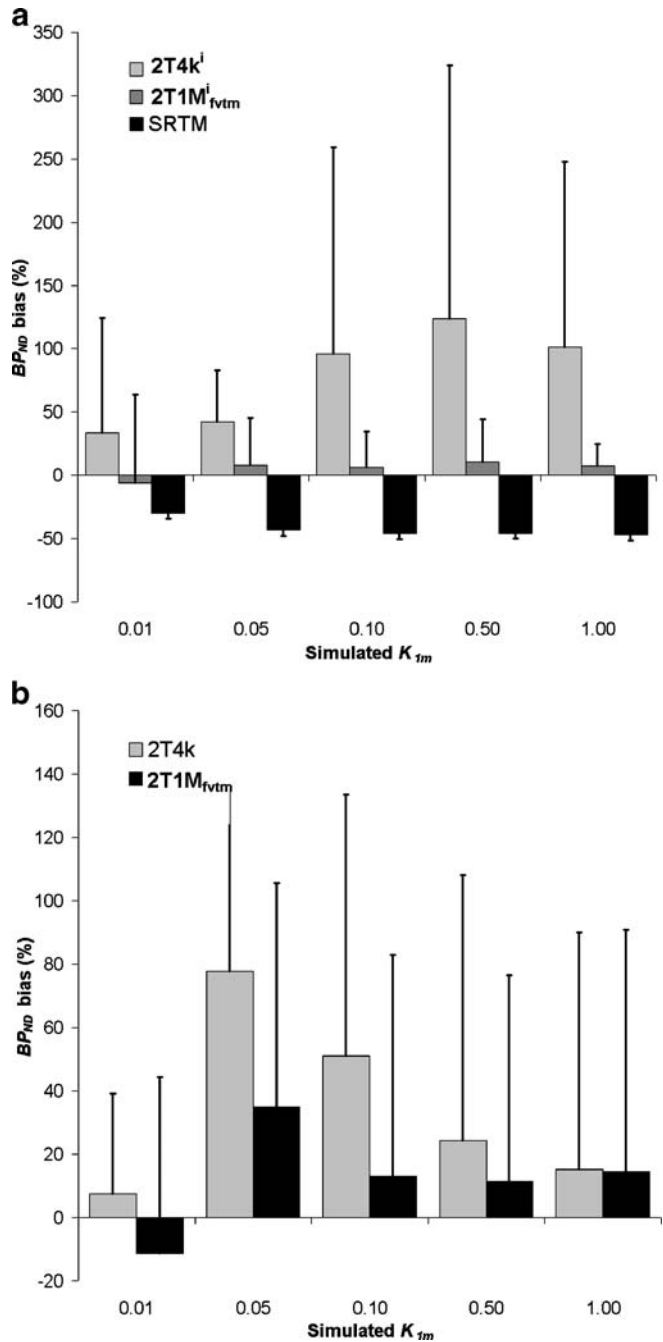 a
350
300
250
200
150
100
50
0
-50
-100
BP_ND bias (%)
2T4k^i
2T1M^i_fvtm
SRTM
0.01 0.05 0.10 0.50 1.00
Simulated K_1m
b
160
140
120
100
80
60
40
20
0
-20
BP_ND bias (%)
2T4k
2T1M_fvtm
0.01 0.05 0.10 0.50 1.00
Simulated K_1m